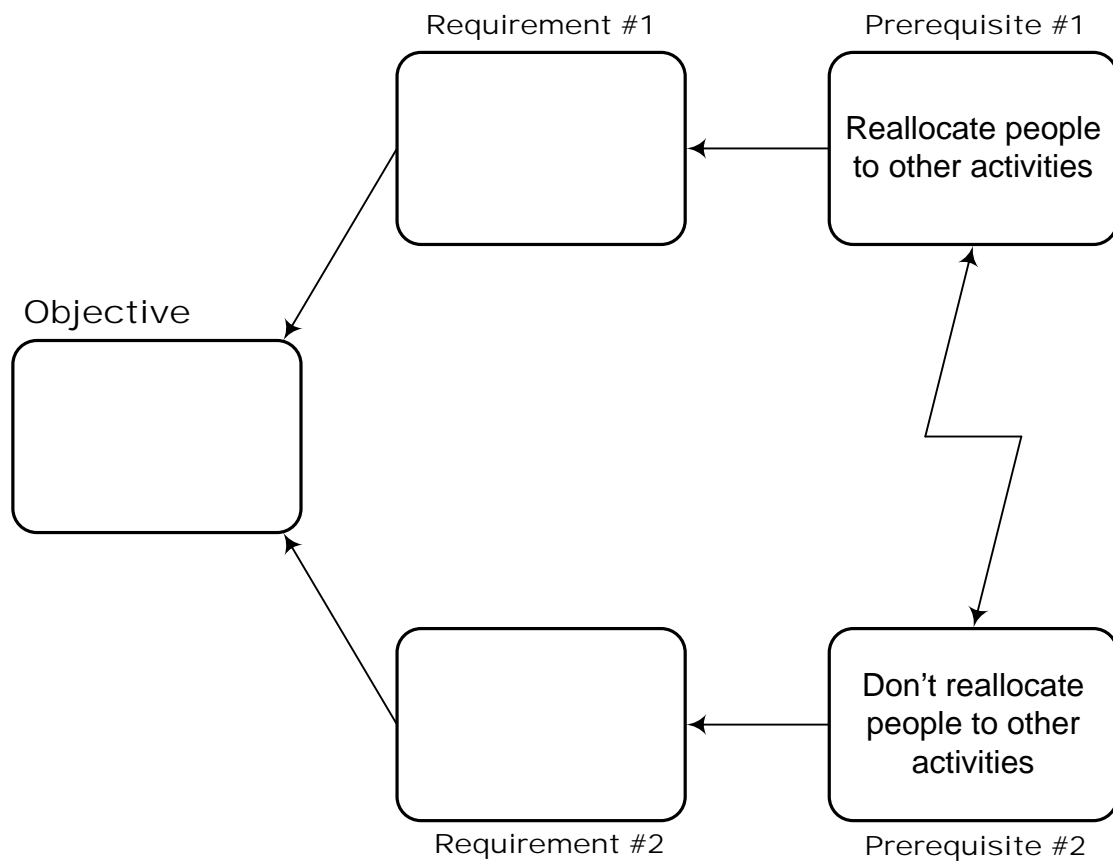 Requirement #1
Prerequisite #1
Reallocate people
to other activities
Objective
Don’t reallocate
people to other
activities
Requirement #2
Prerequisite #2